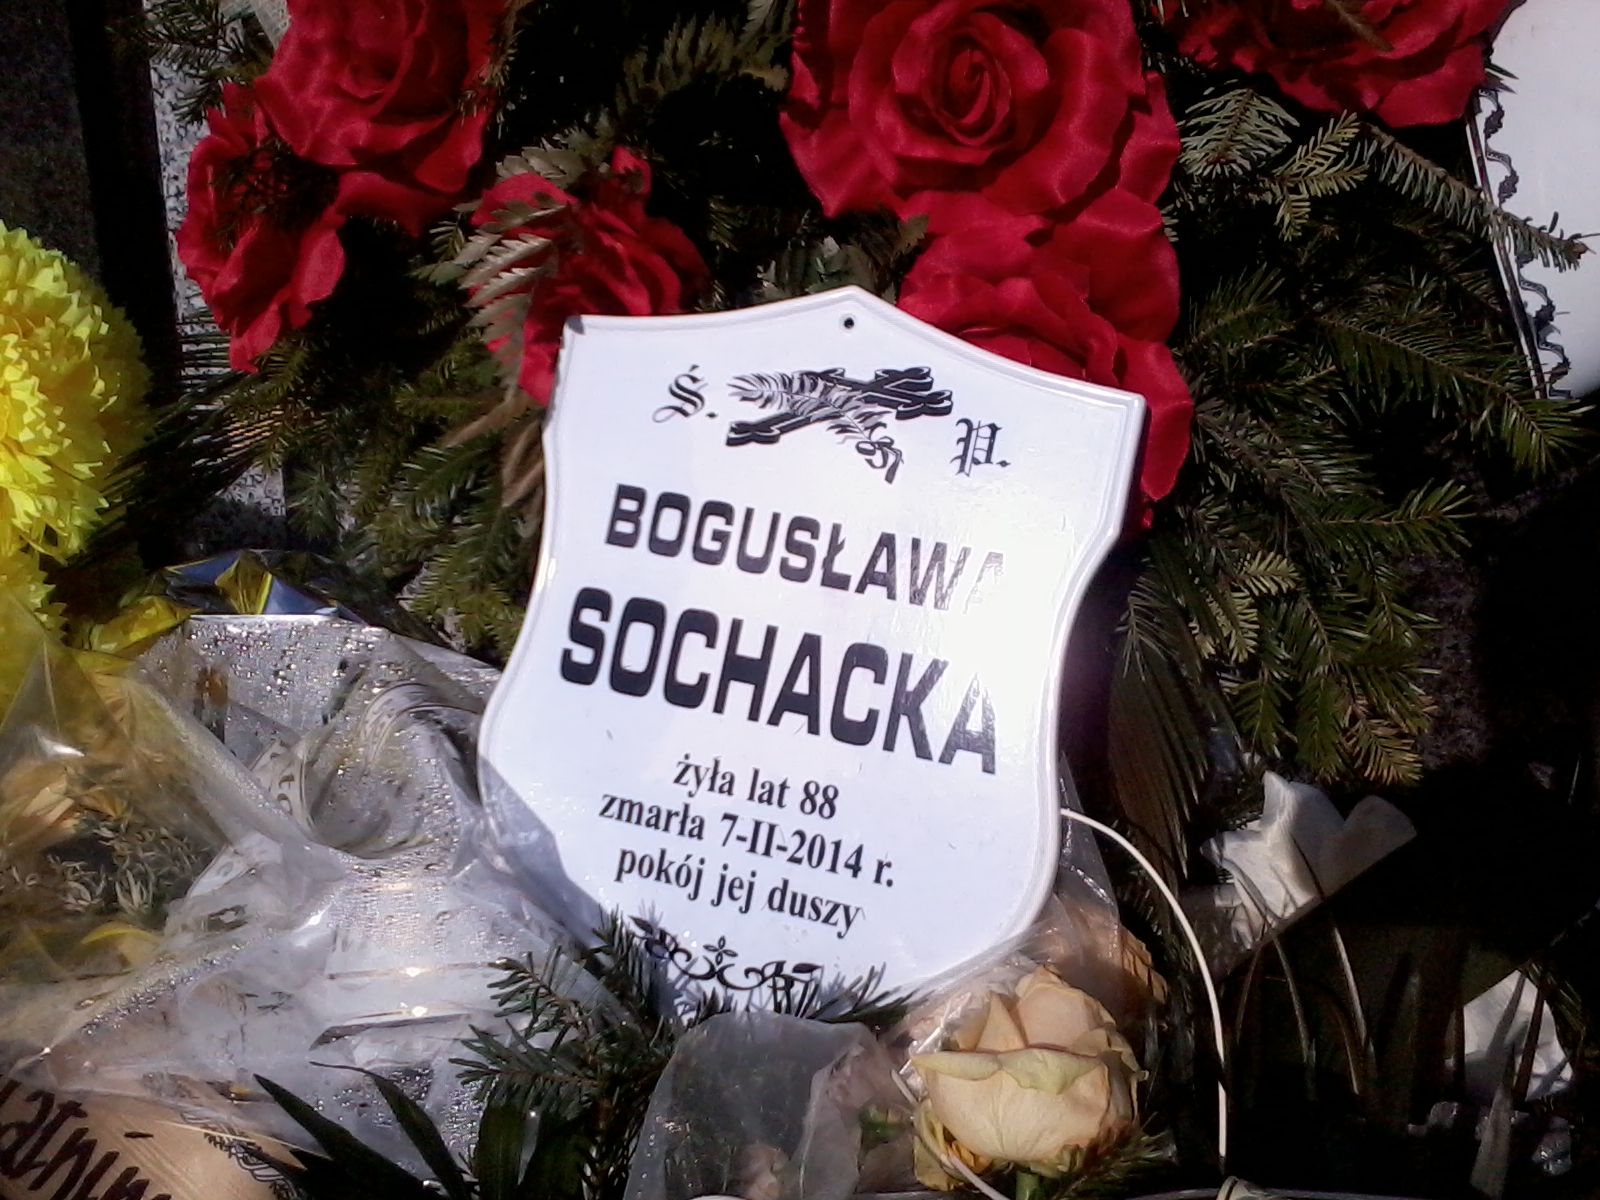 Ś. P.
BOGUSŁAWA
SOCHACKA
żyła lat 88
zmarła 7-II-2014 r.
pokój jej duszy